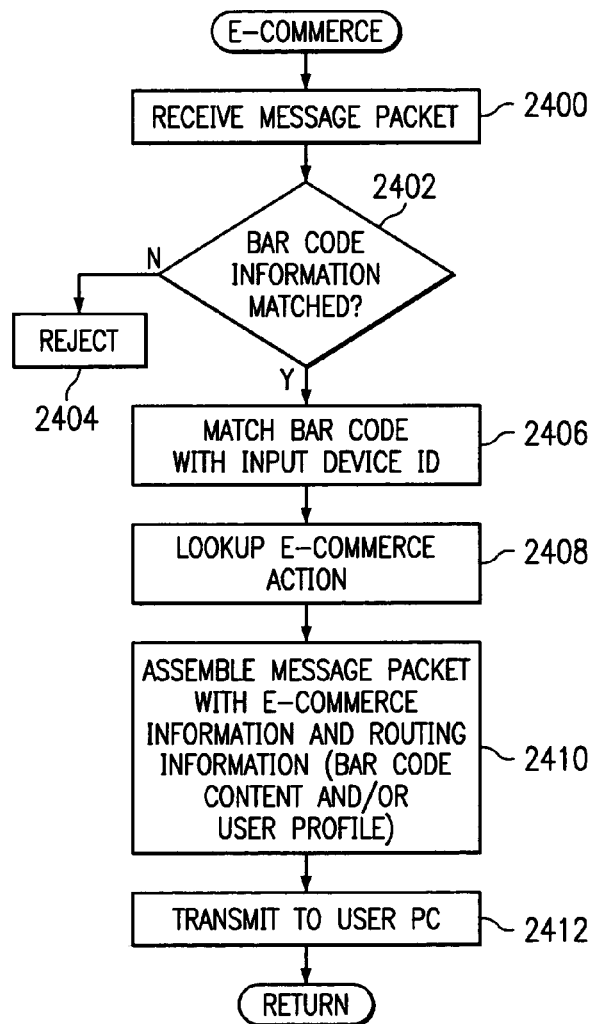 E-COMMERCE
RECEIVE MESSAGE PACKET
2400
2402
BAR CODE
INFORMATION
MATCHED?
N
REJECT
2404
Y
MATCH BAR CODE
WITH INPUT DEVICE ID
2406
LOOKUP E-COMMERCE
ACTION
2408
ASSEMBLE MESSAGE PACKET
WITH E-COMMERCE
INFORMATION AND ROUTING
INFORMATION (BAR CODE
CONTENT AND/OR
USER PROFILE)
2410
TRANSMIT TO USER PC
2412
RETURN